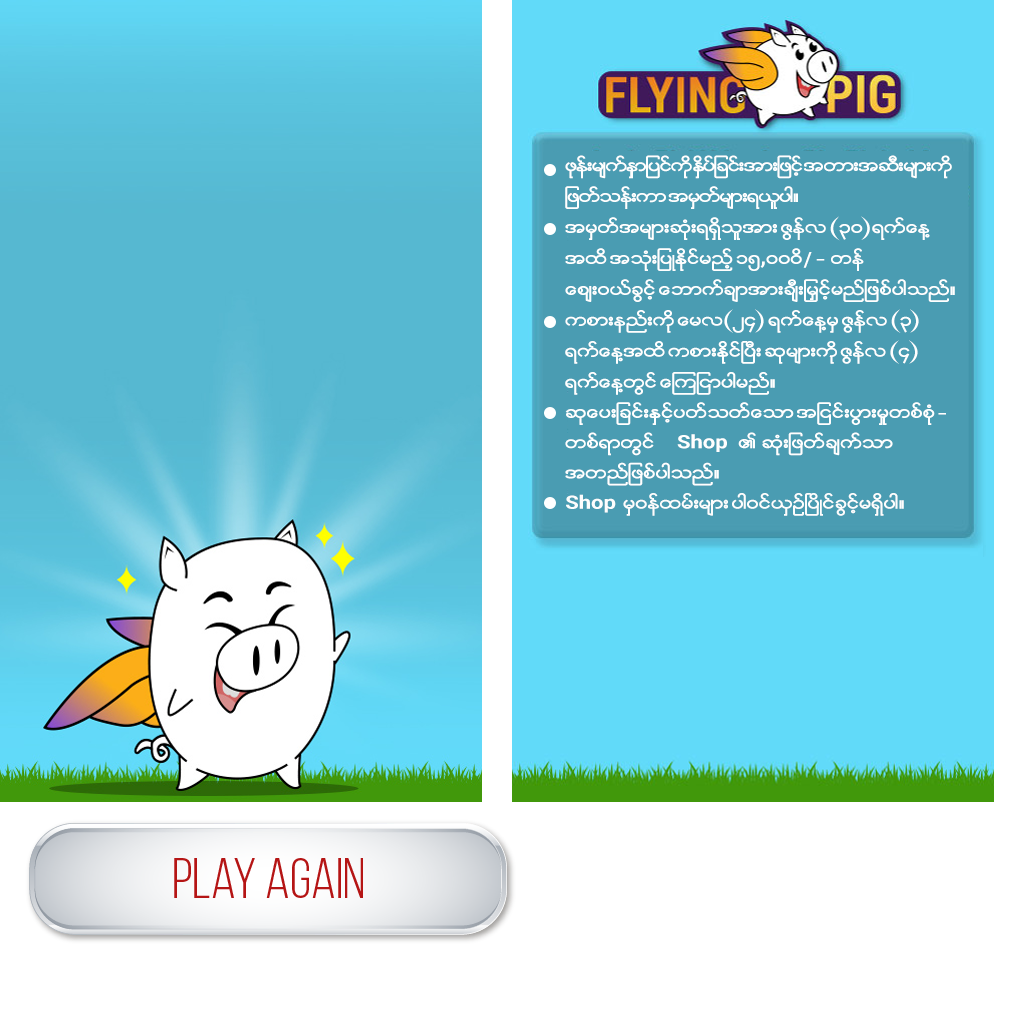 FLYING PIG
ဖုန်းမျက်နှာပြင်ကိုနှိပ်ခြင်းအားဖြင့် အတားအဆီးများကို
ဖြတ်သန်းကာ အမှတ်များရယူပါ။
အမှတ်အများဆုံးရရှိသူအား ဇွန်လ (၃၀)ရက်နေ့
အထိ အသုံးပြုနိုင်မည့် ၁၅,၀၀၀ိ/- တန်
ဈေးဝယ်ခွင့် ဘောက်ချာအားချီးမြှင့်မည်ဖြစ်ပါသည်။
ကစားနည်းကို မေလ(၂၄) ရက်နေ့မှ ဇွန်လ (၃)
ရက်နေ့အထိ ကစားနိုင်ပြီး ဆုများကို ဇွန်လ (၄)
ရက်နေ့တွင် ကြေငြာပါမည်။
ဆုပေးခြင်းနှင့်ပတ်သတ်သော အငြင်းပွားမှုတစ်စုံ -
တစ်ရာတွင် Shop ၏ ဆုံးဖြတ်ချက်သာ
အတည်ဖြစ်ပါသည်။
Shop မှဝန်ထမ်းများ ပါဝင်ယှဉ်ပြိုင်ခွင့်မရှိပါ။
PLAY AGAIN